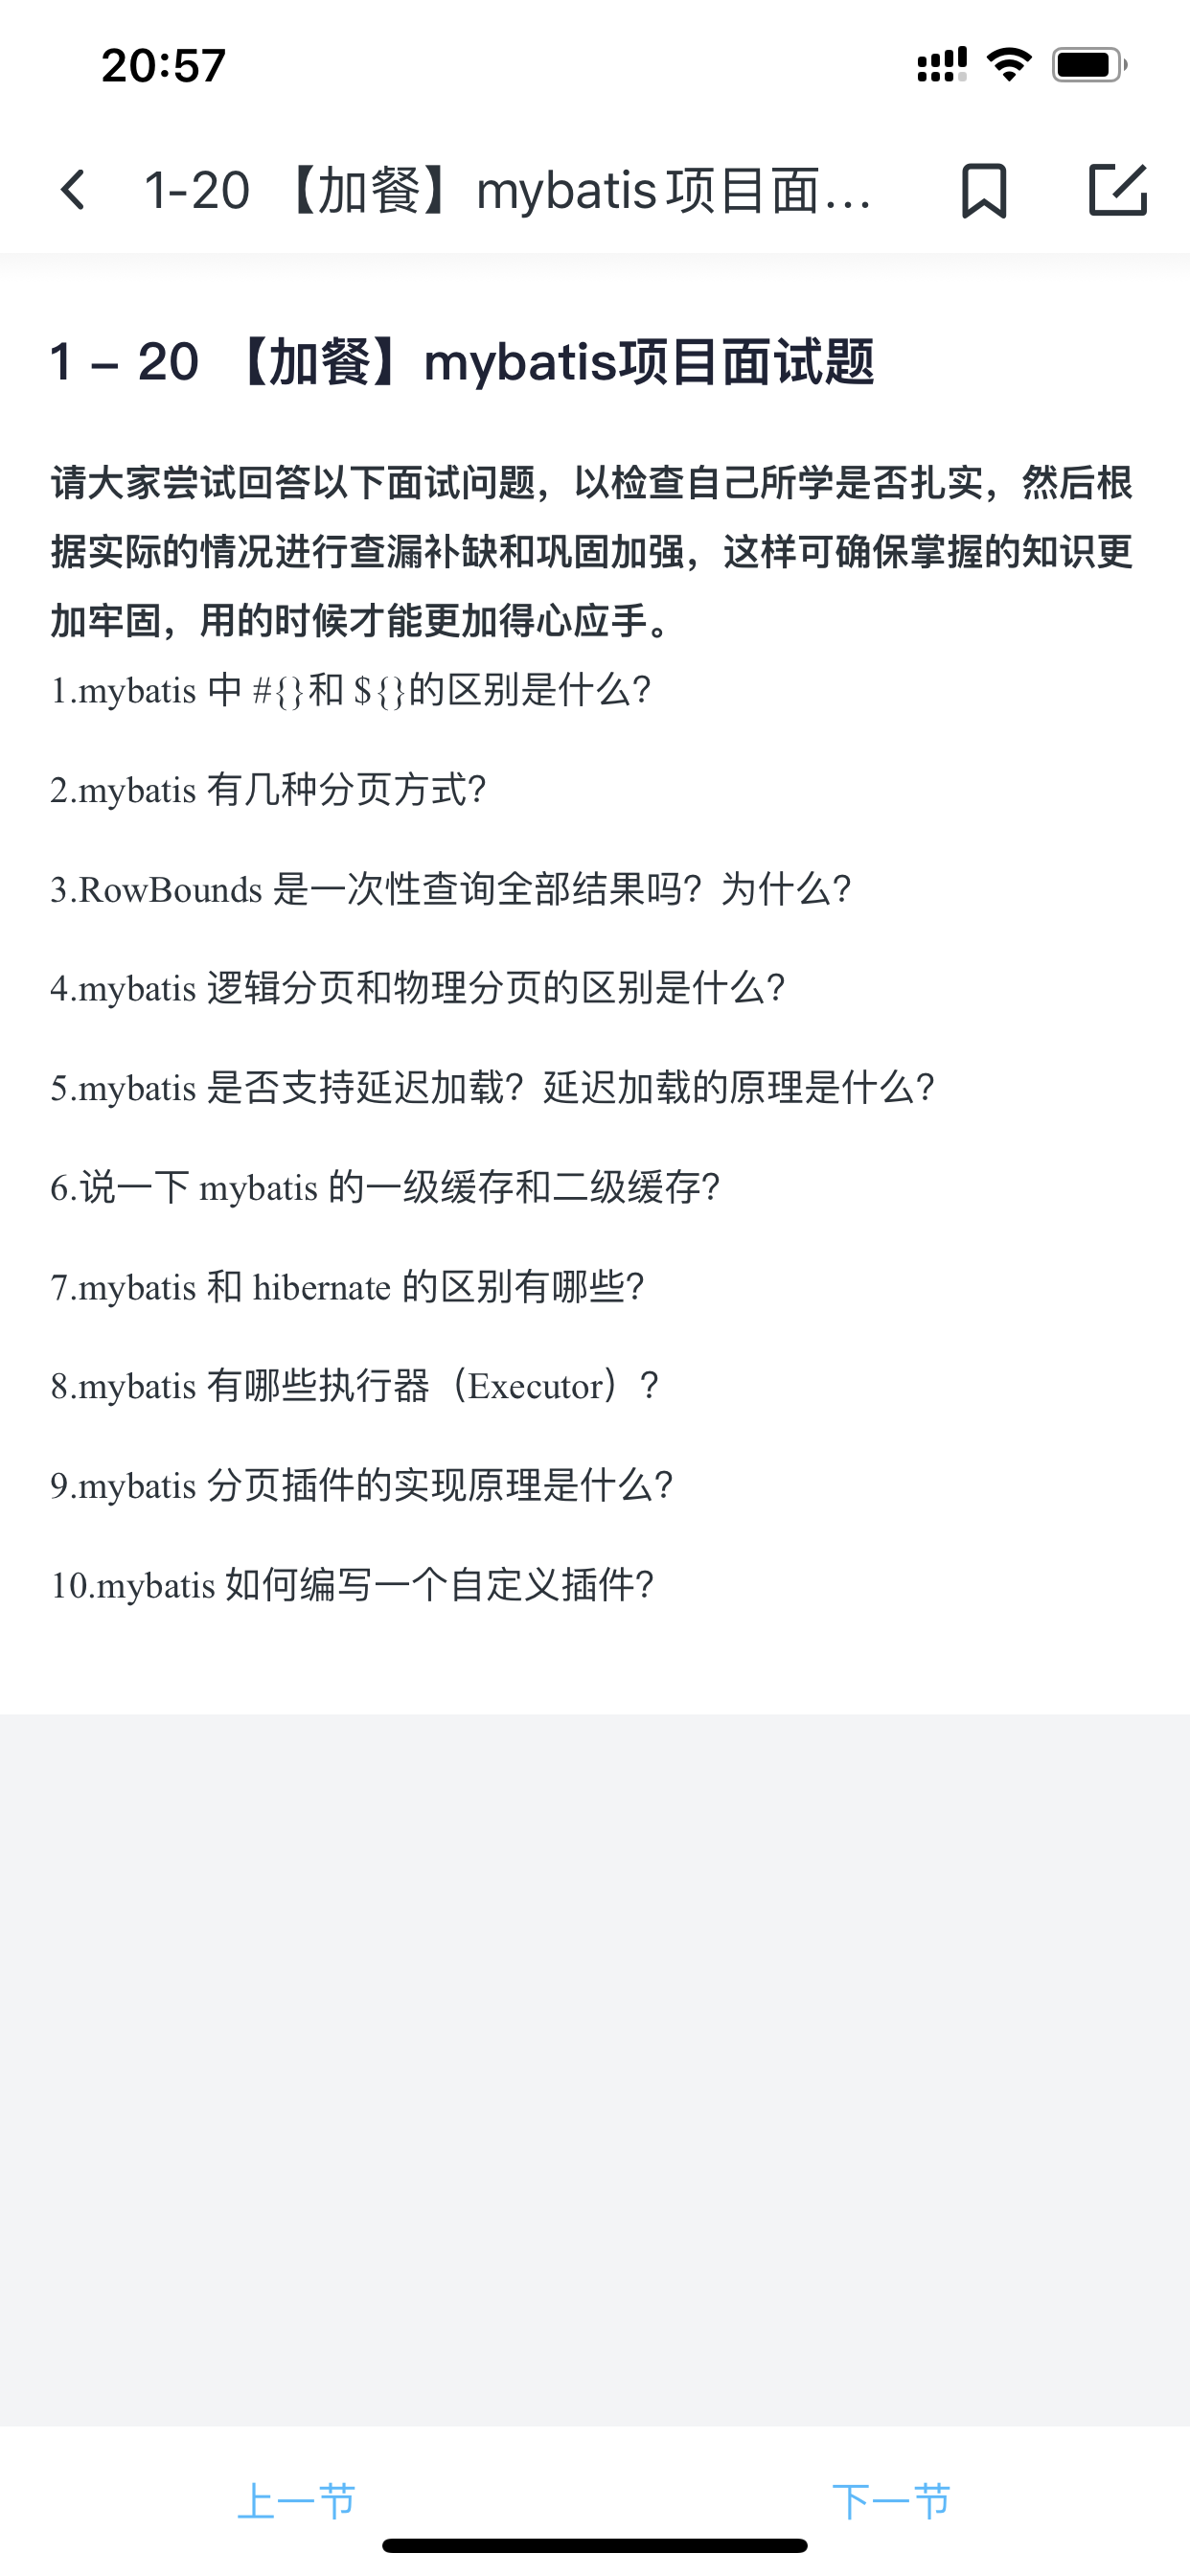 20:57
1-20 【加餐】mybatis项目面...
1 – 20 【加餐】mybatis项目面试题
请大家尝试回答以下面试问题，以检查自己所学是否扎实，然后根
据实际的情况进行查漏补缺和巩固加强，这样可确保掌握的知识更
加牢固，用的时候才能更加得心应手。
1.mybatis 中 #{}和 ${}的区别是什么？
2.mybatis 有几种分页方式？
3.RowBounds 是一次性查询全部结果吗？为什么？
4.mybatis 逻辑分页和物理分页的区别是什么？
5.mybatis 是否支持延迟加载？延迟加载的原理是什么？
6.说一下 mybatis 的一级缓存和二级缓存？
7.mybatis 和 hibernate 的区别有哪些？
8.mybatis 有哪些执行器（Executor）？
9.mybatis 分页插件的实现原理是什么？
10.mybatis 如何编写一个自定义插件？
上一节
下一节